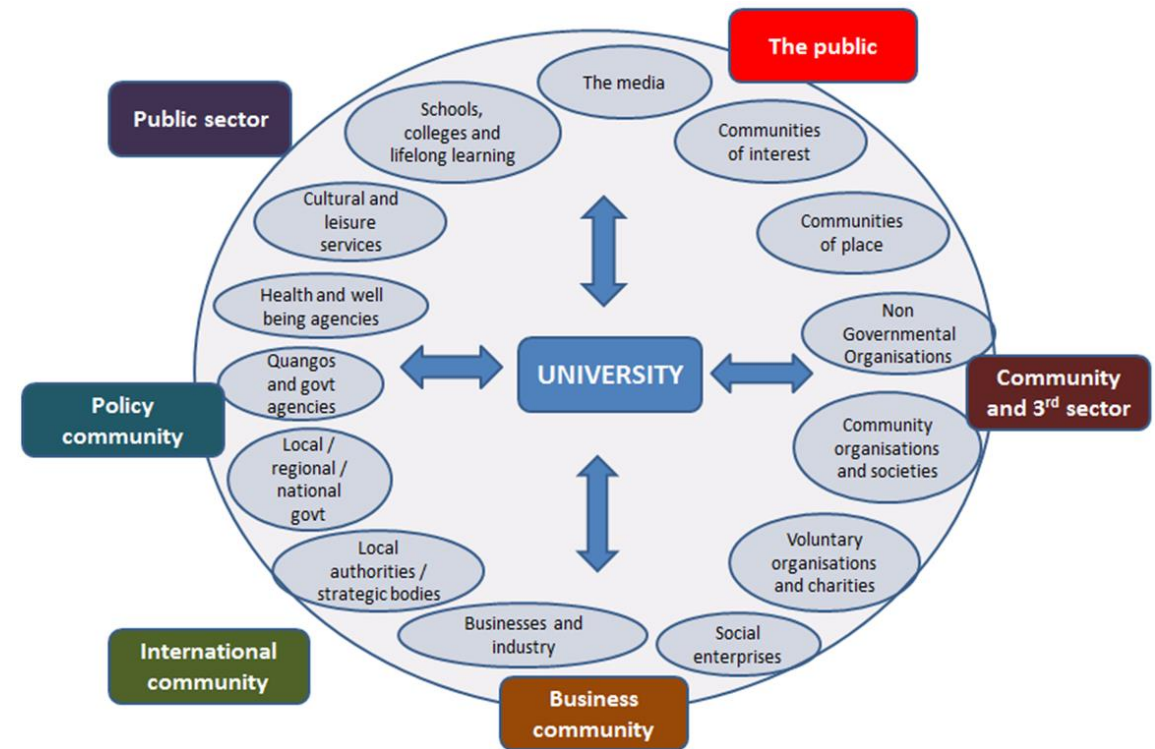 The public
The media
Public sector
Schools,
colleges and
lifelong learning
Communities
of interest
Cultural and
leisure
services
Communities
of place
Health and well
being agencies
Non
Governmental
Organisations
UNIVERSITY
Quangos
and govt
agencies
Policy
community
Community
and 3rd sector
Community
organisations
and societies
Local /
regional /
national
govt
Local
authorities /
strategic bodies
Voluntary
organisations
and charities
Businesses and
industry
Social
enterprises
International
community
Business
community